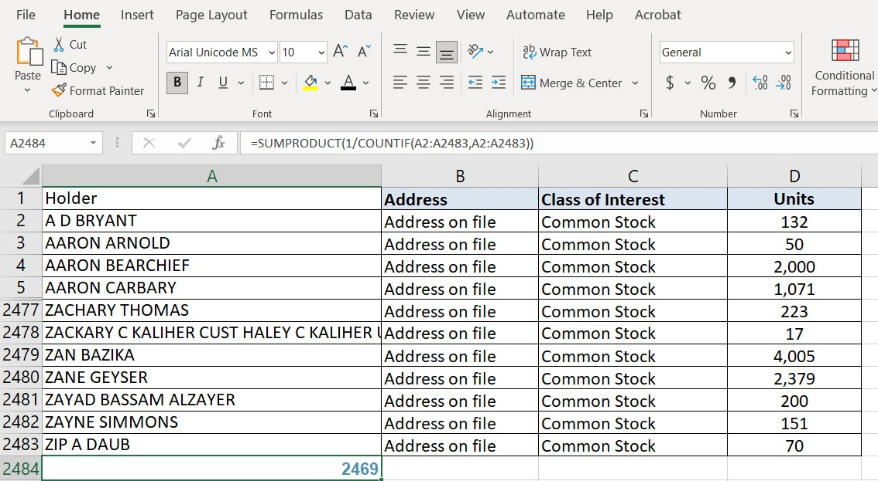 File Home Insert Page Layout Formulas Data Review View Automate Help Acrobat
Paste
Cut
Copy
Format Painter
Clipboard
Arial Unicode MS 10 A^ A˅
B I U A
Font
ab Wrap Text
Merge & Center
Alignment
General
$ % 9 .00 .00
Number
Conditional
Formatting
A2484 fx =SUMPRODUCT(1/COUNTIF(A2:A2483,A2:A2483))
A B C D
1 Holder Address Class of Interest Units
2 A D BRYANT Address on file Common Stock 132
3 AARON ARNOLD Address on file Common Stock 50
4 AARON BEARCHIEF Address on file Common Stock 2,000
5 AARON CARBARY Address on file Common Stock 1,071
2477 ZACHARY THOMAS Address on file Common Stock 223
2478 ZACKARY C KALIHER CUST HALEY C KALIHER U Address on file Common Stock 17
2479 ZAN BAZIKA Address on file Common Stock 4,005
2480 ZANE GEYSER Address on file Common Stock 2,379
2481 ZAYAD BASSAM ALZAYER Address on file Common Stock 200
2482 ZAYNE SIMMONS Address on file Common Stock 151
2483 ZIP A DAUB Address on file Common Stock 70
2484 2469